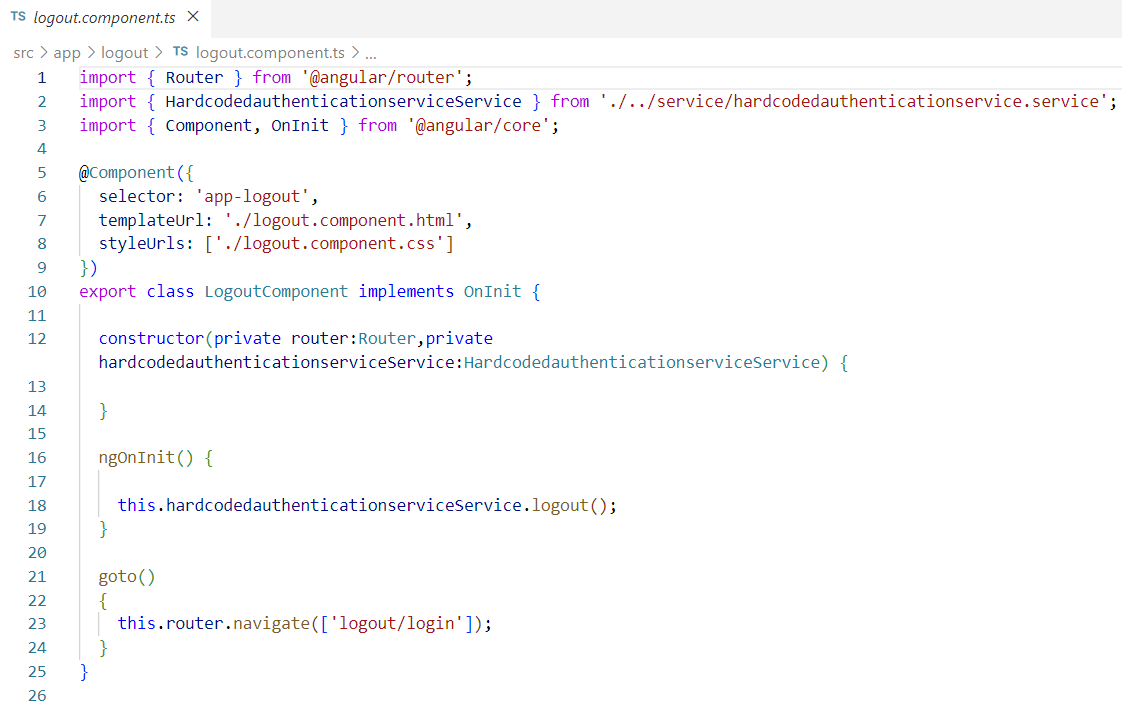 TS logout.component.ts ×
src > app > logout > TS logout.component.ts > ...
1 import { Router } from '@angular/router';
2 import { HardcodedauthenticationserviceService } from './../service/hardcodedauthenticationservice.service';
3 import { Component, OnInit } from '@angular/core';
4
5 @Component({
6   selector: 'app-logout',
7   templateUrl: './logout.component.html',
8   styleUrls: ['./logout.component.css']
9 })
10 export class LogoutComponent implements OnInit {
11
12   constructor(private router:Router,private
  hardcodedauthenticationserviceService:HardcodedauthenticationserviceService) {
13
14   }
15
16   ngOnInit() {
17
18     this.hardcodedauthenticationserviceService.logout();
19   }
20
21   goto()
22   {
23     this.router.navigate(['logout/login']);
24   }
25 }
26